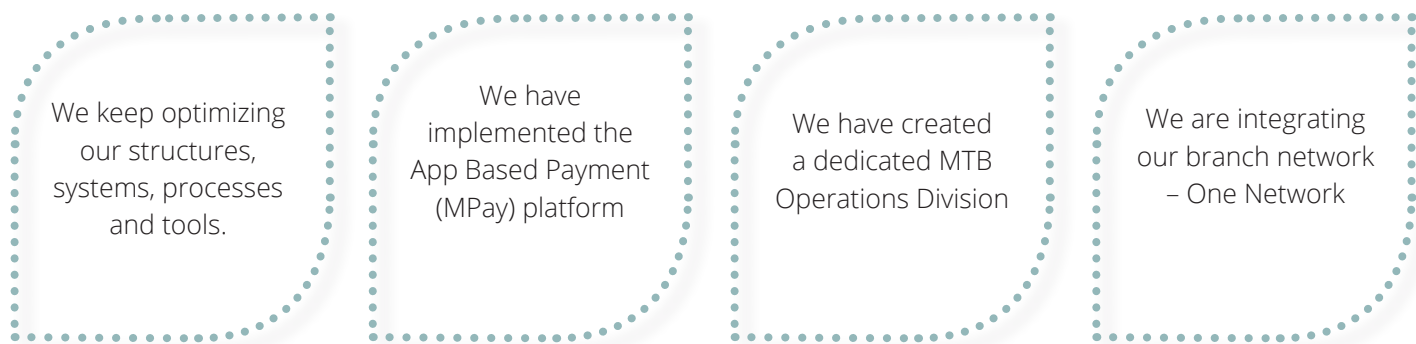 We keep optimizing
our structures,
systems, processes
and tools.
We have
implemented the
App Based Payment
(MPay) platform
We have created
a dedicated MTB
Operations Division
We are integrating
our branch network
– One Network